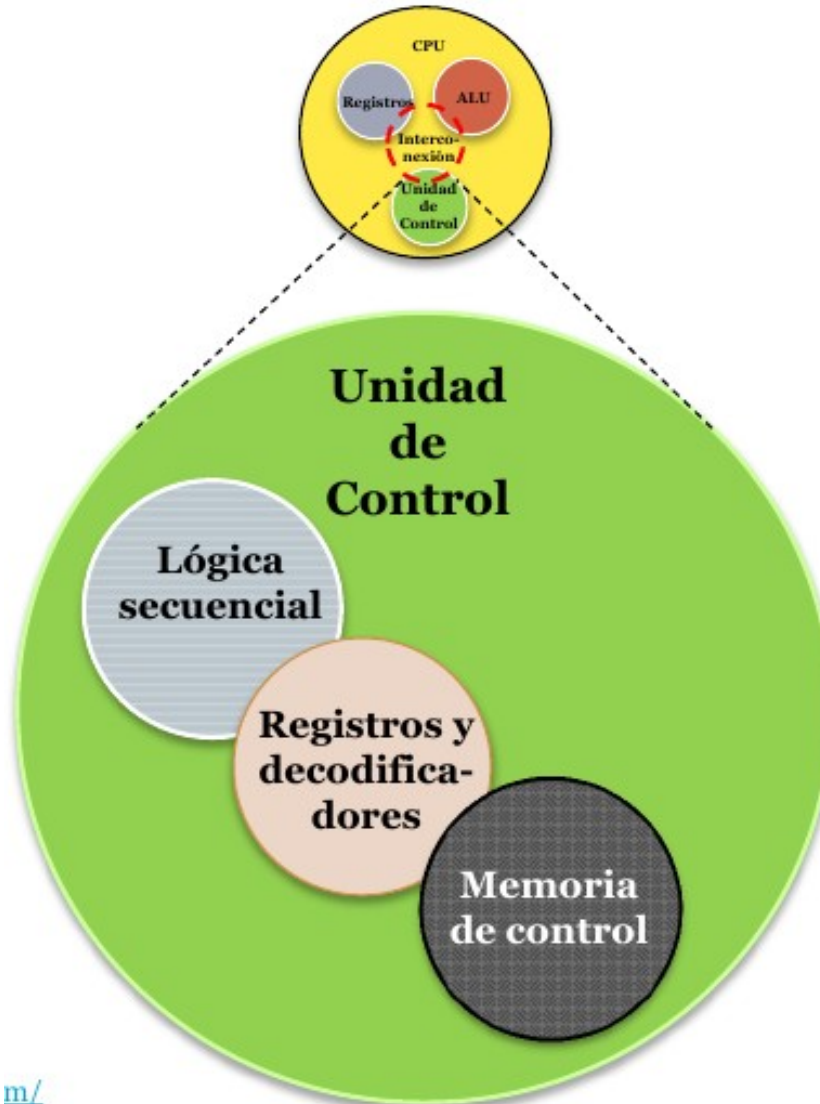 CPU
Registros
ALU
Interco-
nexión
Unidad
de
Control
Unidad
de
Control
Lógica
secuencial
Registros y
decodifica-
dores
Memoria
de control
m/